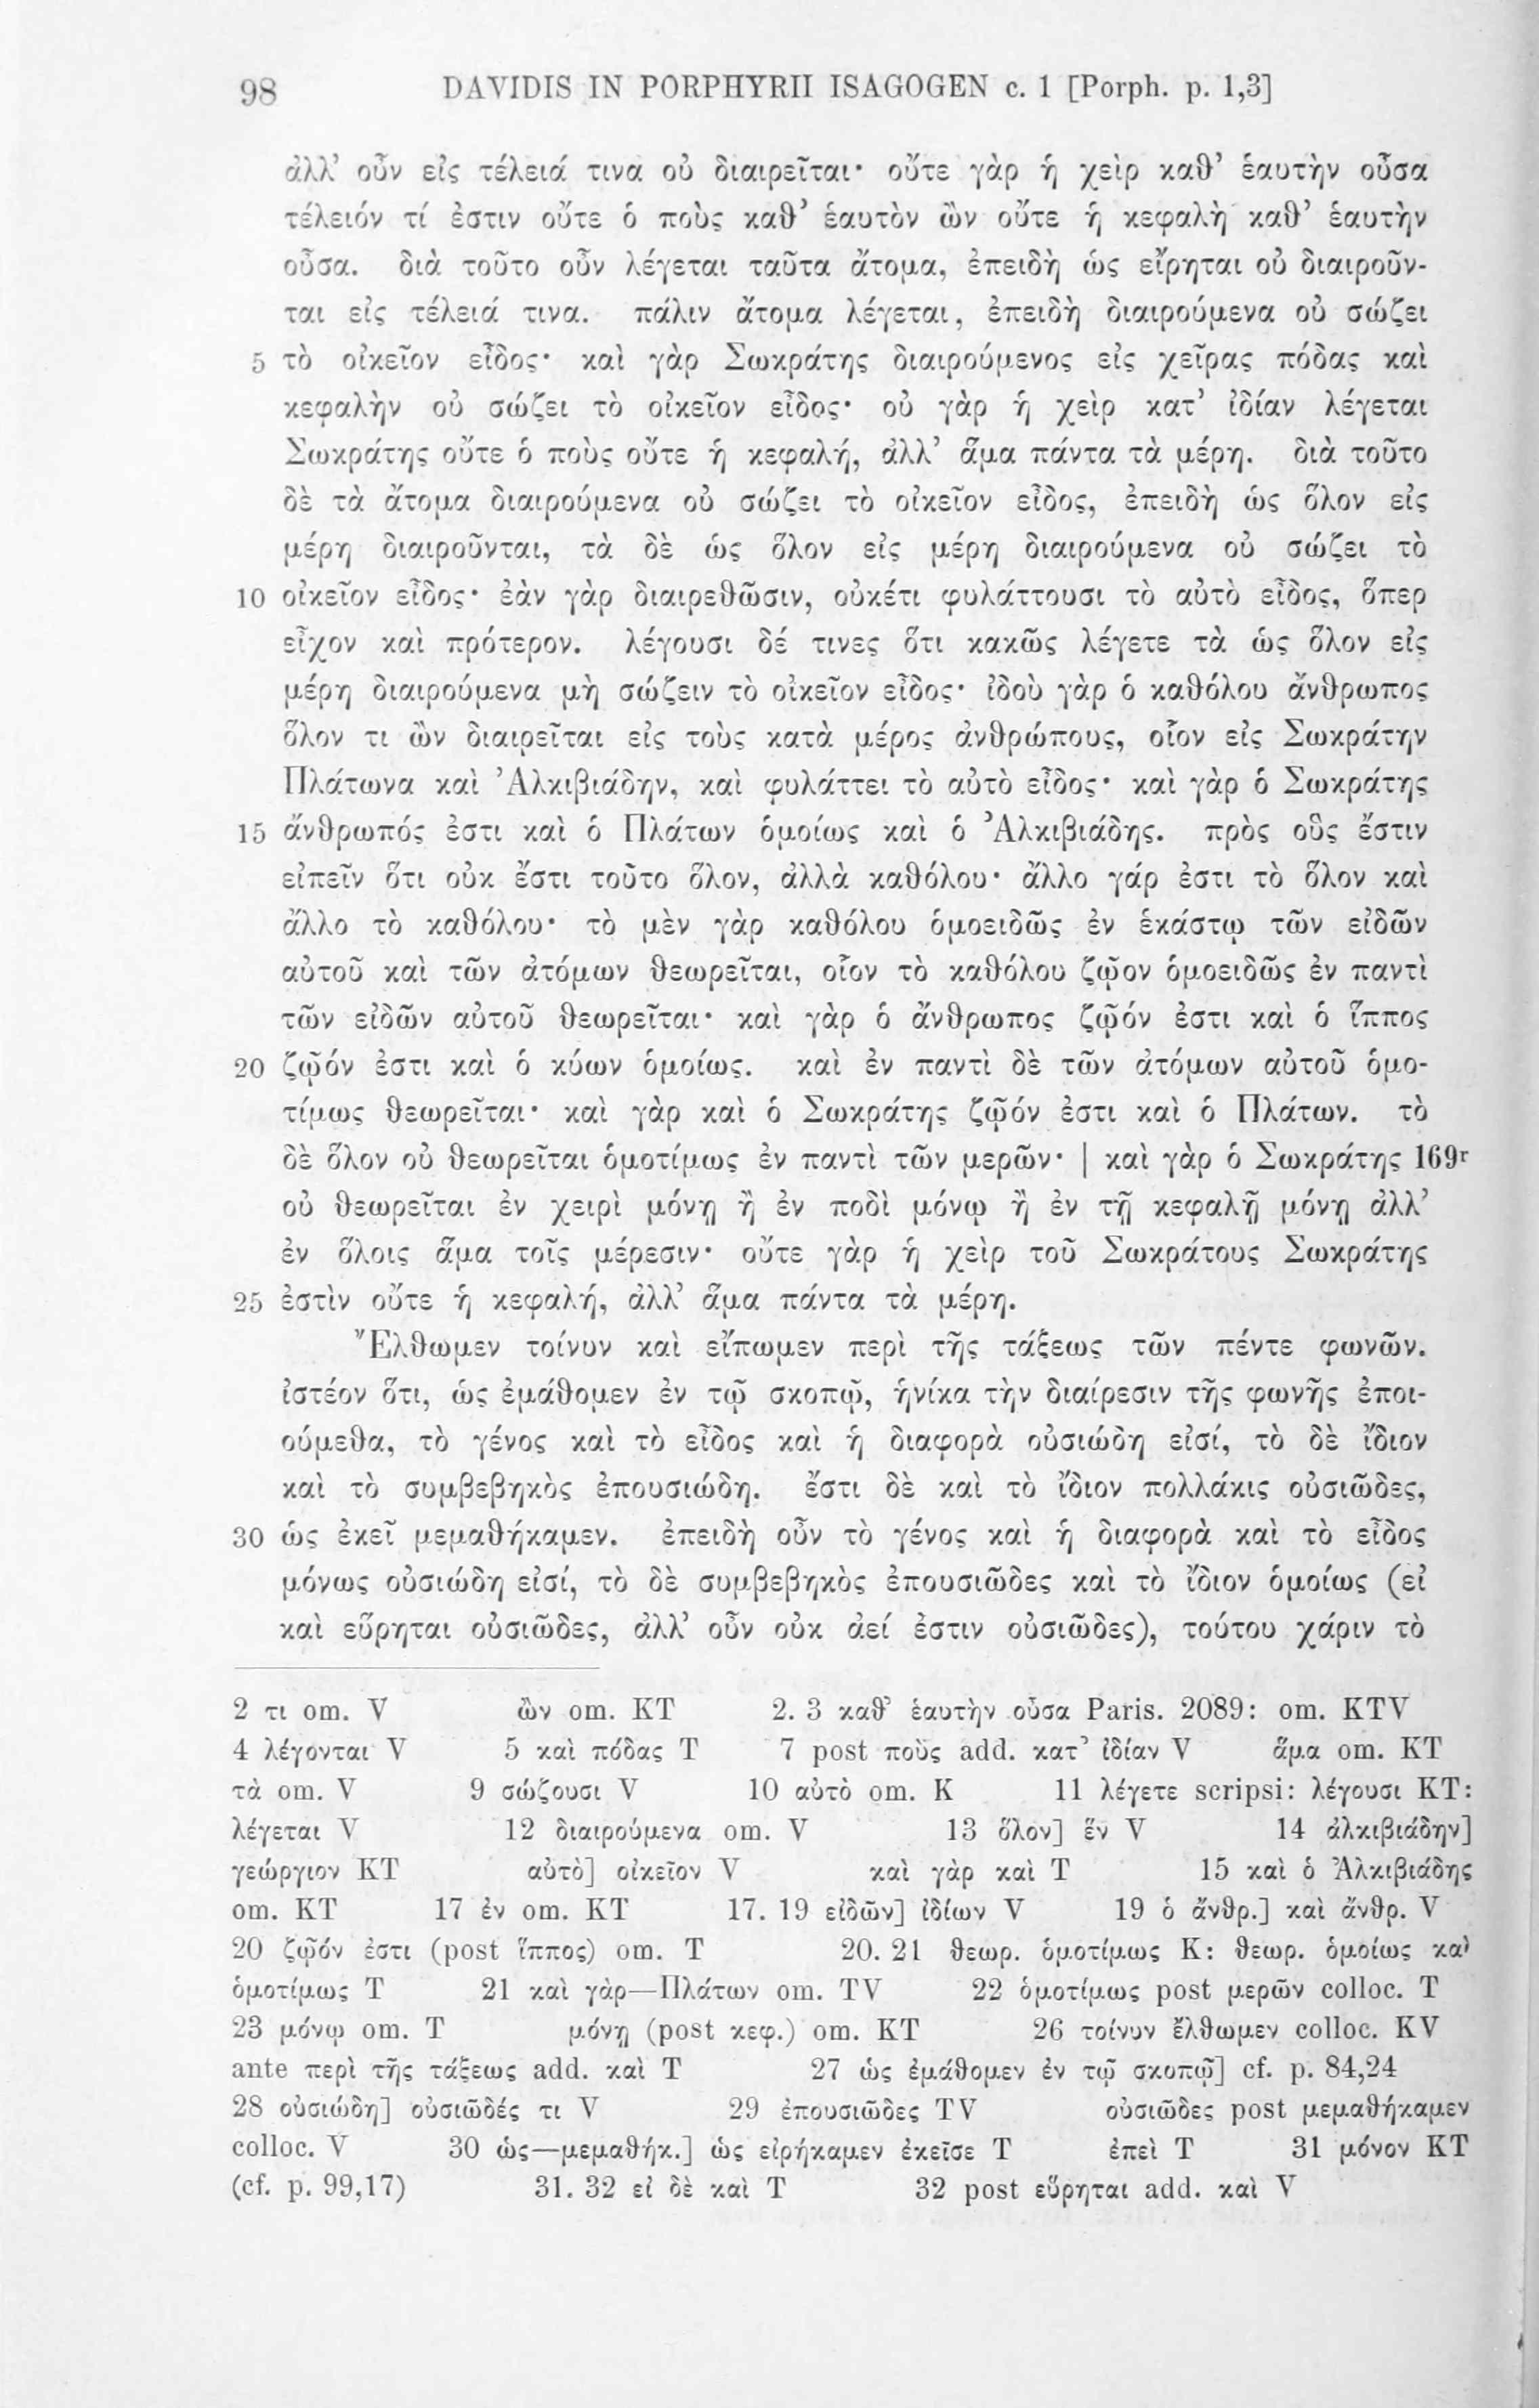 98 DAVIDIS IN PORPHYRII ISAGOGEN c. 1 [Porph. p. 1,3]
ἀλλ’ οὖν εἰς τέλειά τινα οὐ διαιρεῖται· οὔτε γὰρ ἡ χεὶρ καθ’ ἑαυτὴν οὖσα
τέλειόν τί ἐστιν οὔτε ὁ ποὺς καθ’ ἑαυτὸν ὢν οὔτε ἡ κεφαλὴ καθ’ ἑαυτὴν
οὖσα. διὰ τοῦτο οὖν λέγεται ταῦτα ἄτομα, ἐπειδὴ ὡς εἴρηται οὐ διαιροῦν-
ται εἰς τέλειά τινα. πάλιν ἄτομα λέγεται, ἐπειδὴ διαιρούμενα οὐ σώζει
5 τὸ οἰκεῖον εἶδος· καὶ γὰρ Σωκράτης διαιρούμενος εἰς χεῖρας πόδας καὶ
κεφαλὴν οὐ σώζει τὸ οἰκεῖον εἶδος· οὐ γὰρ ἡ χεὶρ κατ’ ἰδίαν λέγεται
Σωκράτης οὔτε ὁ ποὺς οὔτε ἡ κεφαλή, ἀλλ’ ἅμα πάντα τὰ μέρη. διὰ τοῦτο
δὲ τὰ ἄτομα διαιρούμενα οὐ σώζει τὸ οἰκεῖον εἶδος, ἐπειδὴ ὡς ὅλον εἰς
μέρη διαιροῦνται, τὰ δὲ ὡς ὅλον εἰς μέρη διαιρούμενα οὐ σώζει τὸ
10 οἰκεῖον εἶδος· ἐὰν γὰρ διαιρεθῶσιν, οὐκέτι φυλάττουσι τὸ αὐτὸ εἶδος, ὅπερ
εἶχον καὶ πρότερον. λέγουσι δέ τινες ὅτι κακῶς λέγετε τὰ ὡς ὅλον εἰς
μέρη διαιρούμενα μὴ σώζειν τὸ οἰκεῖον εἶδος· ἰδοὺ γὰρ ὁ καθόλου ἄνθρωπος
ὅλον τι ὢν διαιρεῖται εἰς τοὺς κατὰ μέρος ἀνθρώπους, οἷον εἰς Σωκράτην
Πλάτωνα καὶ Ἀλκιβιάδην, καὶ φυλάττει τὸ αὐτὸ εἶδος· καὶ γὰρ ὁ Σωκράτης
15 ἄνθρωπός ἐστι καὶ ὁ Πλάτων ὁμοίως καὶ ὁ Ἀλκιβιάδης. πρὸς οὓς ἔστιν
εἰπεῖν ὅτι οὐκ ἔστι τοῦτο ὅλον, ἀλλὰ καθόλου· ἄλλο γάρ ἐστι τὸ ὅλον καὶ
ἄλλο τὸ καθόλου· τὸ μὲν γὰρ καθόλου ὁμοειδῶς ἐν ἑκάστῳ τῶν εἰδῶν
αὐτοῦ καὶ τῶν ἀτόμων θεωρεῖται, οἷον τὸ καθόλου ζῷον ὁμοειδῶς ἐν παντὶ
τῶν εἰδῶν αὐτοῦ θεωρεῖται· καὶ γὰρ ὁ ἄνθρωπος ζῷόν ἐστι καὶ ὁ ἵππος
20 ζῷόν ἐστι καὶ ὁ κύων ὁμοίως. καὶ ἐν παντὶ δὲ τῶν ἀτόμων αὐτοῦ ὁμο-
τίμως θεωρεῖται· καὶ γὰρ καὶ ὁ Σωκράτης ζῷόν ἐστι καὶ ὁ Πλάτων. τὸ
δὲ ὅλον οὐ θεωρεῖται ὁμοτίμως ἐν παντὶ τῶν μερῶν· | καὶ γὰρ ὁ Σωκράτης 169r
οὐ θεωρεῖται ἐν χειρὶ μόνῃ ἢ ἐν ποδὶ μόνῳ ἢ ἐν τῇ κεφαλῇ μόνῃ ἀλλ’
ἐν ὅλοις ἅμα τοῖς μέρεσιν· οὔτε γὰρ ἡ χεὶρ τοῦ Σωκράτους Σωκράτης
25 ἐστὶν οὔτε ἡ κεφαλή, ἀλλ’ ἅμα πάντα τὰ μέρη.
Ἔλθωμεν τοίνυν καὶ εἴπωμεν περὶ τῆς τάξεως τῶν πέντε φωνῶν.
ἰστέον ὅτι, ὡς ἐμάθομεν ἐν τῷ σκοπῷ, ἡνίκα τὴν διαίρεσιν τῆς φωνῆς ἐποι-
ούμεθα, τὸ γένος καὶ τὸ εἶδος καὶ ἡ διαφορὰ οὐσιώδη εἰσί, τὸ δὲ ἴδιον
καὶ τὸ συμβεβηκὸς ἐπουσιώδη. ἔστι δὲ καὶ τὸ ἴδιον πολλάκις οὐσιῶδες,
30 ὡς ἐκεῖ μεμαθήκαμεν. ἐπειδὴ οὖν τὸ γένος καὶ ἡ διαφορὰ καὶ τὸ εἶδος
μόνως οὐσιώδη εἰσί, τὸ δὲ συμβεβηκὸς ἐπουσιῶδες καὶ τὸ ἴδιον ὁμοίως (εἰ
καὶ εὕρηται οὐσιῶδες, ἀλλ’ οὖν οὐκ ἀεί ἐστιν οὐσιῶδες), τούτου χάριν τὸ
2 τι om. V ὢν om. KT 2. 3 καθ’ ἑαυτὴν οὖσα Paris. 2089: om. KTV
4 λέγονται V 5 καὶ πόδας T 7 post ποὺς add. κατ’ ἰδίαν V ἅμα om. KT
τὰ om. V 9 σώζουσι V 10 αὐτὸ om. K 11 λέγετε scripsi: λέγουσι KT:
λέγεται V 12 διαιρούμενα om. V 13 ὅλον] ἓν V 14 ἀλκιβιάδην]
γεώργιον KT αὐτὸ] οἰκεῖον V καὶ γὰρ καὶ T 15 καὶ ὁ Ἀλκιβιάδης
om. KT 17 ἐν om. KT 17. 19 εἰδῶν] ἰδίων V 19 ὁ ἄνθρ.] καὶ ἄνθρ. V
20 ζῷόν ἐστι (post ἵππος) om. T 20. 21 θεωρ. ὁμοτίμως K: θεωρ. ὁμοίως καὶ
ὁμοτίμως T 21 καὶ γὰρ—Πλάτων om. TV 22 ὁμοτίμως post μερῶν colloc. T
23 μόνῳ om. T μόνῃ (post κεφ.) om. KT 26 τοίνυν ἔλθωμεν colloc. KV
ante περὶ τῆς τάξεως add. καὶ T 27 ὡς ἐμάθομεν ἐν τῷ σκοπῷ] cf. p. 84,24
28 οὐσιώδη] οὐσιῶδές τι V 29 ἐπουσιῶδες TV οὐσιῶδες post μεμαθήκαμεν
colloc. V 30 ὡς—μεμαθήκ.] ὡς εἰρήκαμεν ἐκεῖσε T ἐπεὶ T 31 μόνον KT
(cf. p. 99,17) 31. 32 εἰ δὲ καὶ T 32 post εὕρηται add. καὶ V